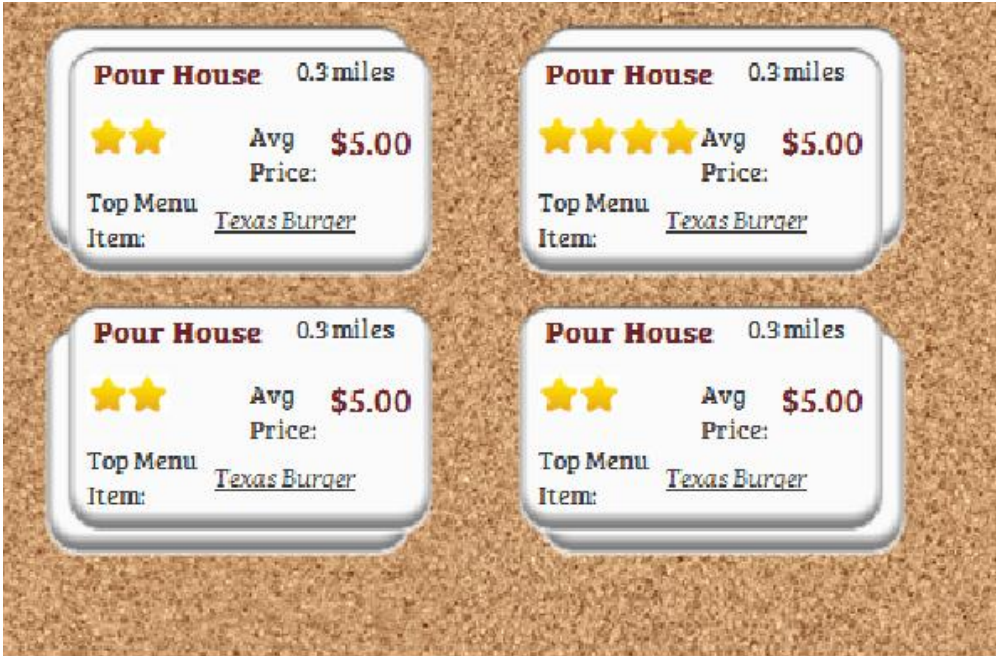 Pour House 0.3 miles
Avg $5.00
Price:
Top Menu
Texas Burger
Item:
Pour House 0.3 miles
Avg $5.00
Price:
Top Menu
Texas Burger
Item:
Pour House 0.3 miles
Avg $5.00
Price:
Top Menu
Texas Burger
Item:
Pour House 0.3 miles
Avg $5.00
Price:
Top Menu
Texas Burger
Item: